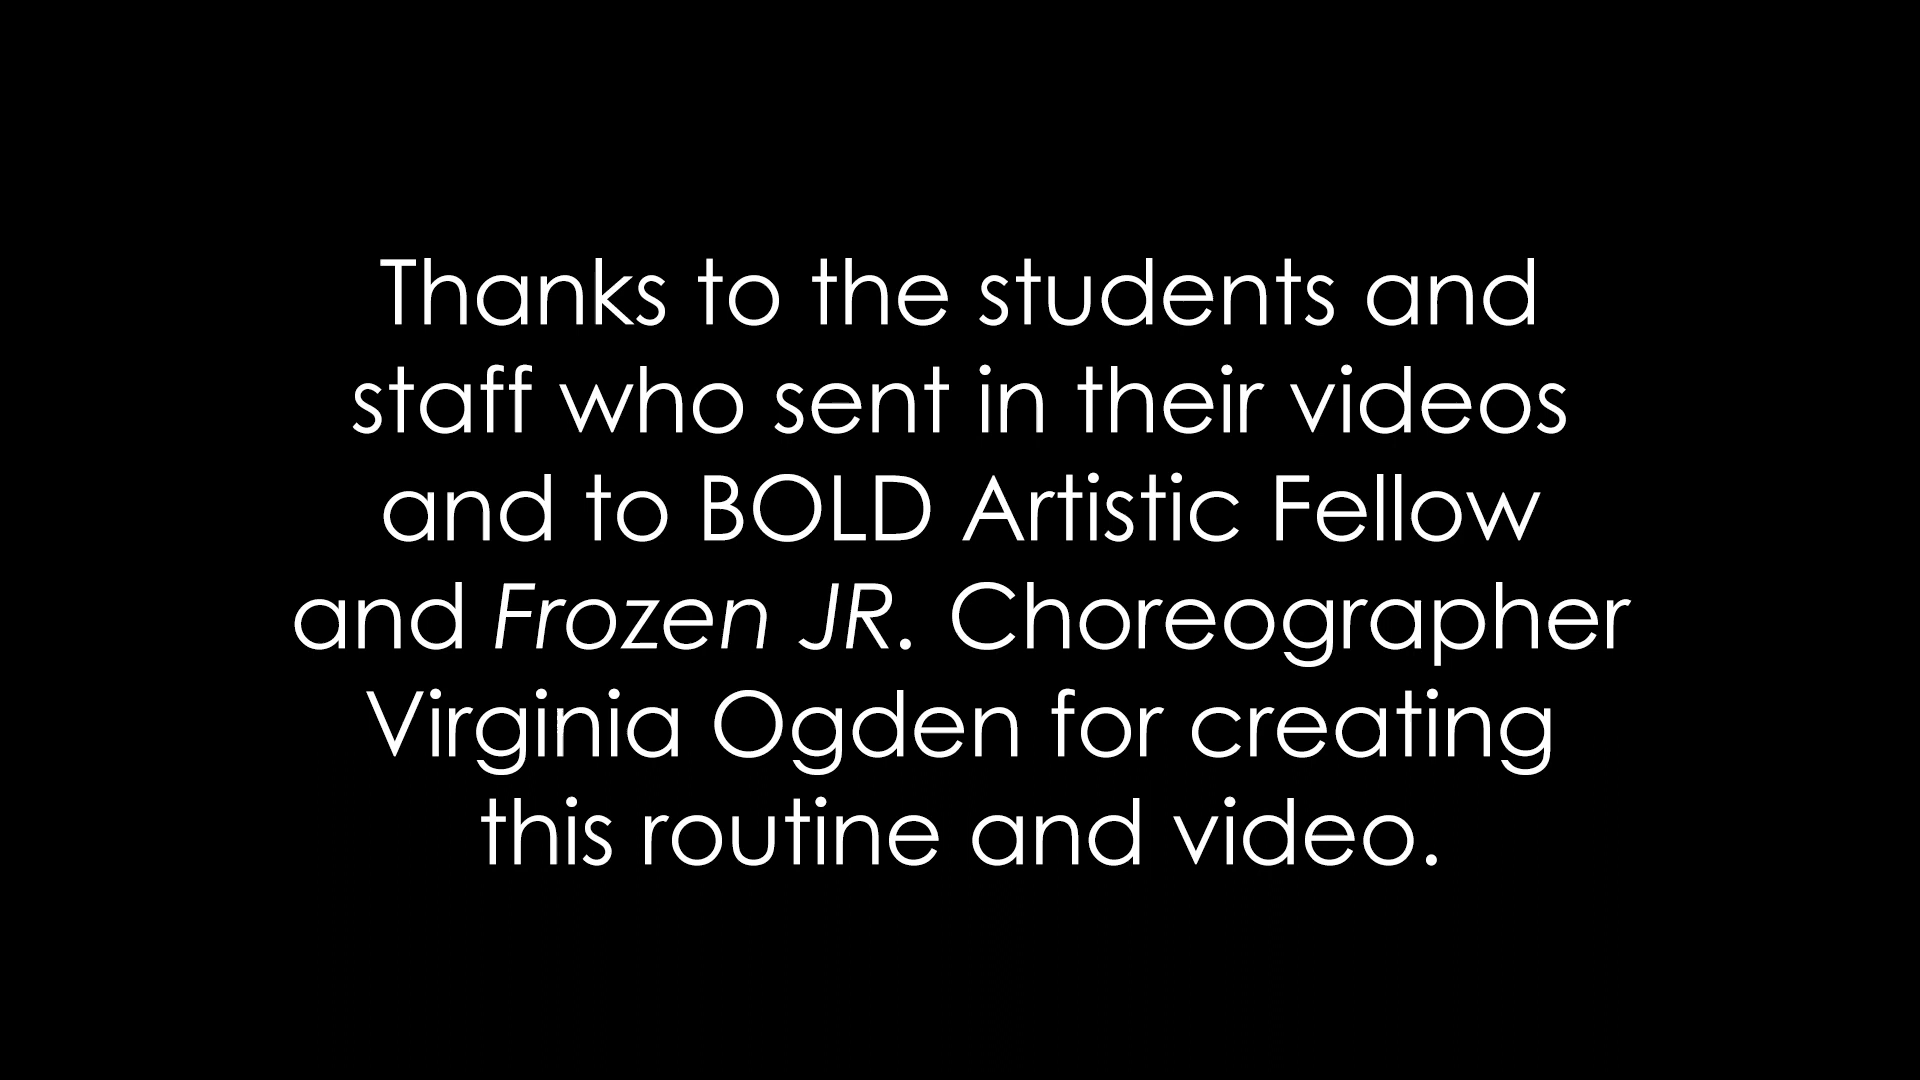 Thanks to the students and
staff who sent in their videos
and to BOLD Artistic Fellow
and Frozen JR. Choreographer
Virginia Ogden for creating
this routine and video.